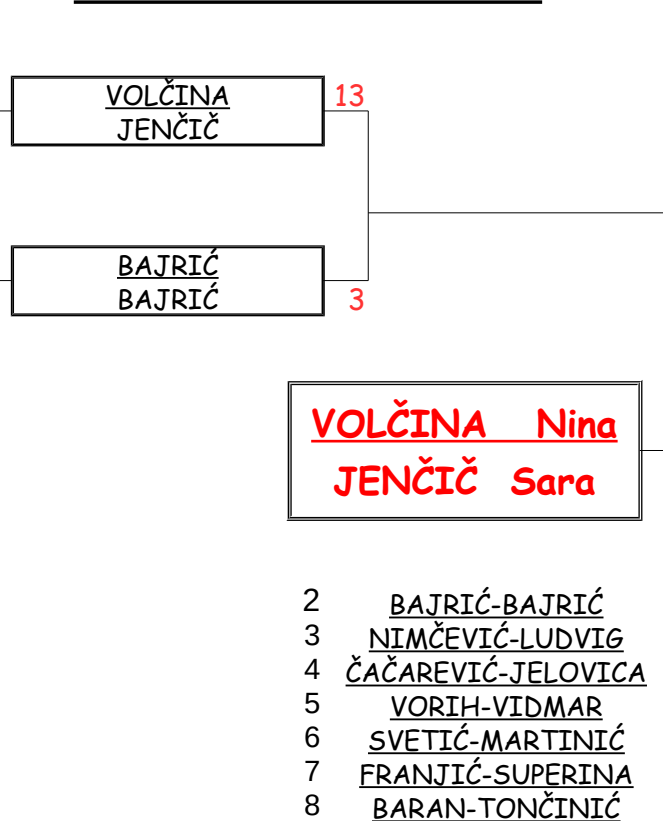 VOLČINA 13
JENČIČ
BAJRIĆ
BAJRIĆ 3
VOLČINA Nina
JENČIČ Sara
2 BAJRIĆ-BAJRIĆ
3 NIMČEVIĆ-LUDVIG
4 ČAČAREVIĆ-JELOVICA
5 VORIH-VIDMAR
6 SVETIĆ-MARTINIĆ
7 FRANJIĆ-SUPERINA
8 BARAN-TONČINIĆ